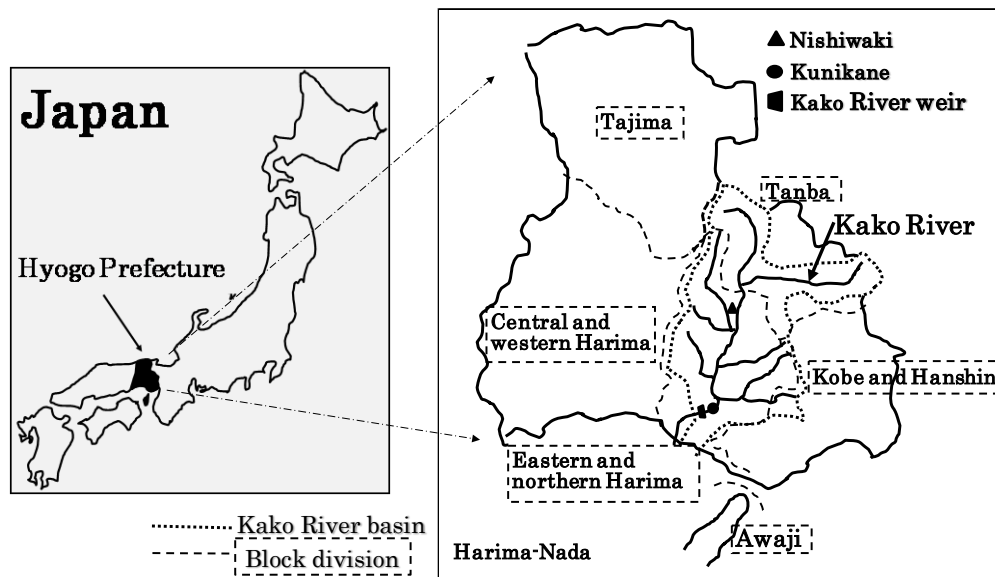 Japan
Hyogo Prefecture
Kako River basin
Block division
Nishiwaki
Kunikane
Kako River weir
Tajima
Tanba
Kako River
Central and
western Harima
Kobe and Hanshin
Eastern and
northern Harima
Awaji
Harima-Nada